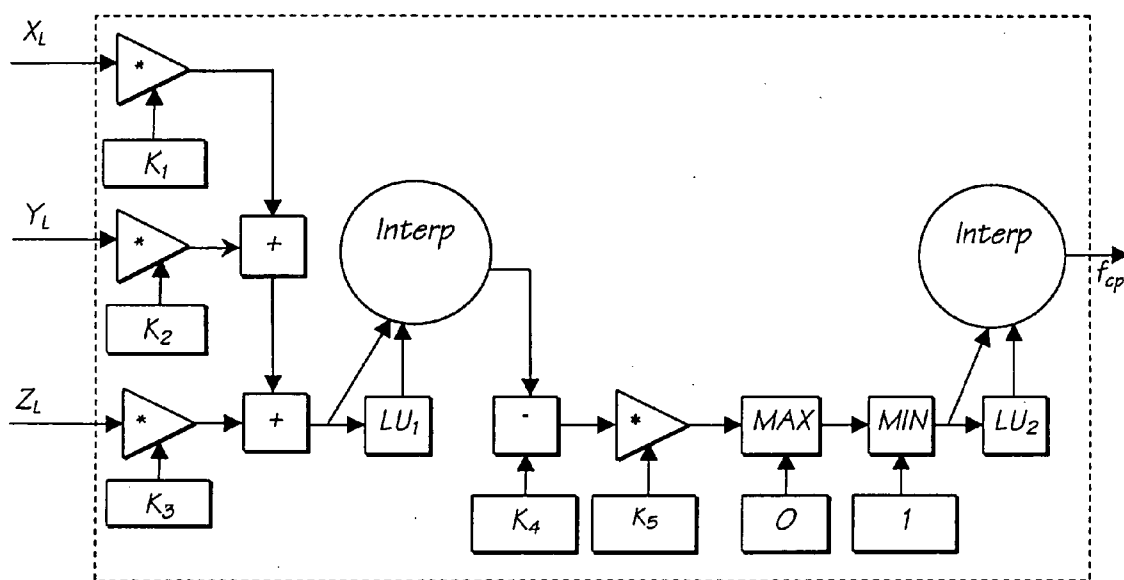 X_L
*
K_1
Y_L
*
K_2
+
Interp
Interp
f_cp
Z_L
*
K_3
+
LU_1
-
K_4
*
K_5
MAX
0
MIN
1
LU_2